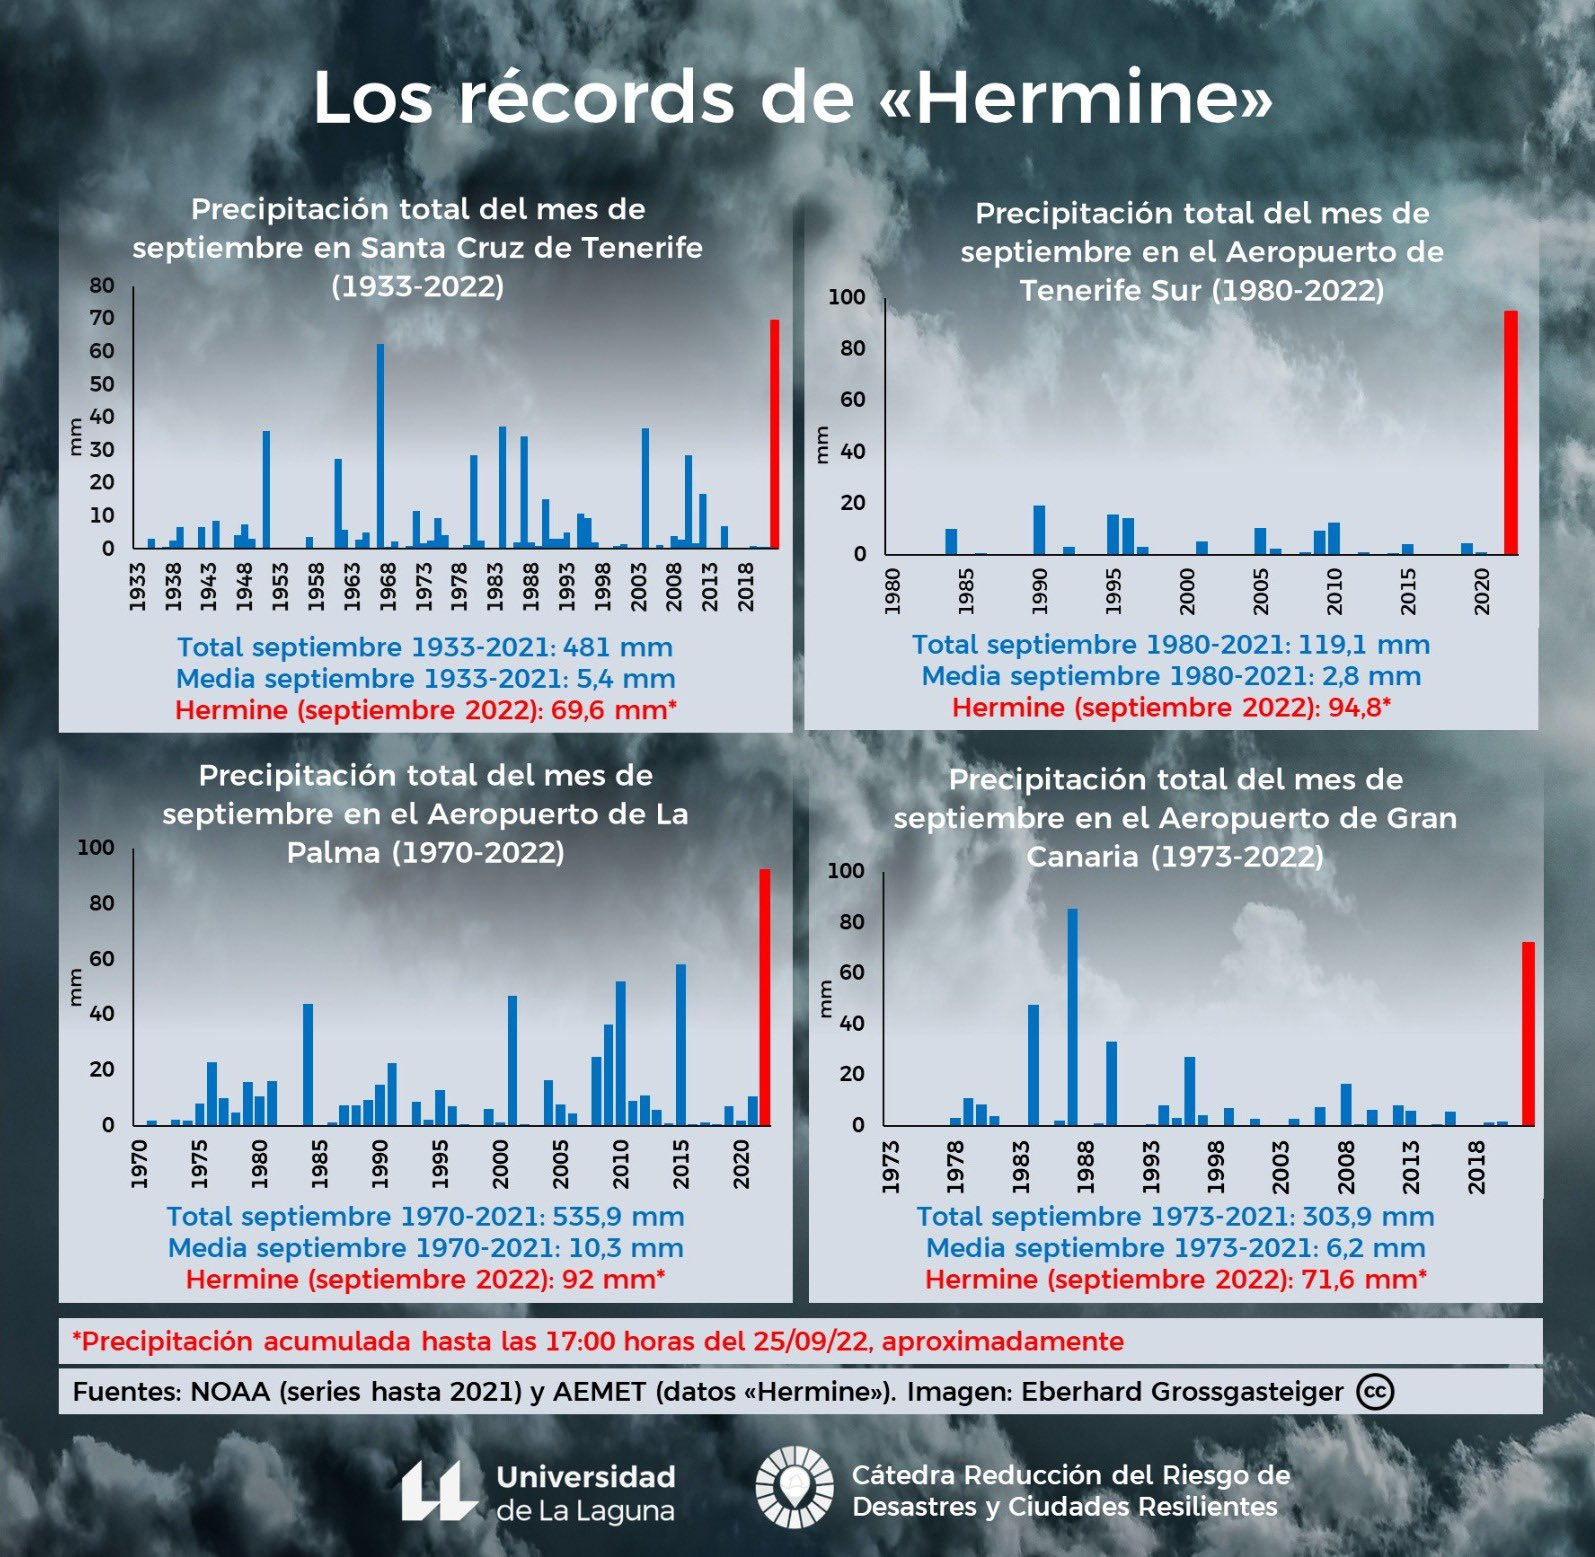 Los récords de «Hermine»
Precipitación total del mes de
septiembre en Santa Cruz de Tenerife
(1933-2022)
80
70
60
50
40
30
20
10
0
mm
1933
1938
1943
1948
1953
1958
1963
1968
1973
1978
1983
1988
1993
1998
2003
2008
2013
2018
Total septiembre 1933-2021: 481 mm
Media septiembre 1933-2021: 5,4 mm
Hermine (septiembre 2022): 69,6 mm*
Precipitación total del mes de
septiembre en el Aeropuerto de
Tenerife Sur (1980-2022)
100
80
60
40
20
0
mm
1980
1985
1990
1995
2000
2005
2010
2015
2020
Total septiembre 1980-2021: 119,1 mm
Media septiembre 1980-2021: 2,8 mm
Hermine (septiembre 2022): 94,8*
Precipitación total del mes de
septiembre en el Aeropuerto de La
Palma (1970-2022)
100
80
60
40
20
0
mm
1970
1975
1980
1985
1990
1995
2000
2005
2010
2015
2020
Total septiembre 1970-2021: 535,9 mm
Media septiembre 1970-2021: 10,3 mm
Hermine (septiembre 2022): 92 mm*
Precipitación total del mes de
septiembre en el Aeropuerto de Gran
Canaria (1973-2022)
100
80
60
40
20
0
mm
1973
1978
1983
1988
1993
1998
2003
2008
2013
2018
Total septiembre 1973-2021: 303,9 mm
Media septiembre 1973-2021: 6,2 mm
Hermine (septiembre 2022): 71,6 mm*
*Precipitación acumulada hasta las 17:00 horas del 25/09/22, aproximadamente
Fuentes: NOAA (series hasta 2021) y AEMET (datos «Hermine»). Imagen: Eberhard Grossgasteiger cc
Universidad
de La Laguna
Cátedra Reducción del Riesgo de
Desastres y Ciudades Resilientes